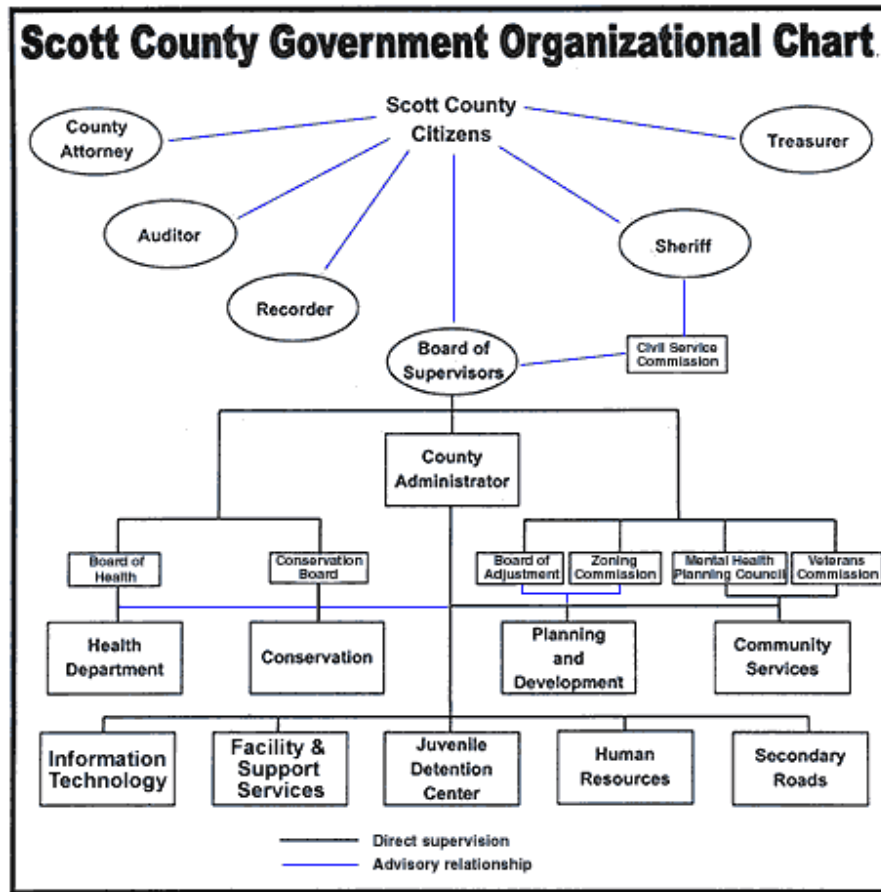 Scott County Government Organizational Chart
Scott County
Citizens
County
Attorney
Treasurer
Auditor
Sheriff
Recorder
Board of
Supervisors
Civil Service
Commission
County
Administrator
Board of
Health
Conservation
Board
Board of
Adjustment
Zoning
Commission
Mental Health
Planning Council
Veterans
Commission
Health
Department
Conservation
Planning
and
Development
Community
Services
Information
Technology
Facility &
Support
Services
Juvenile
Detention
Center
Human
Resources
Secondary
Roads
Direct supervision
Advisory relationship